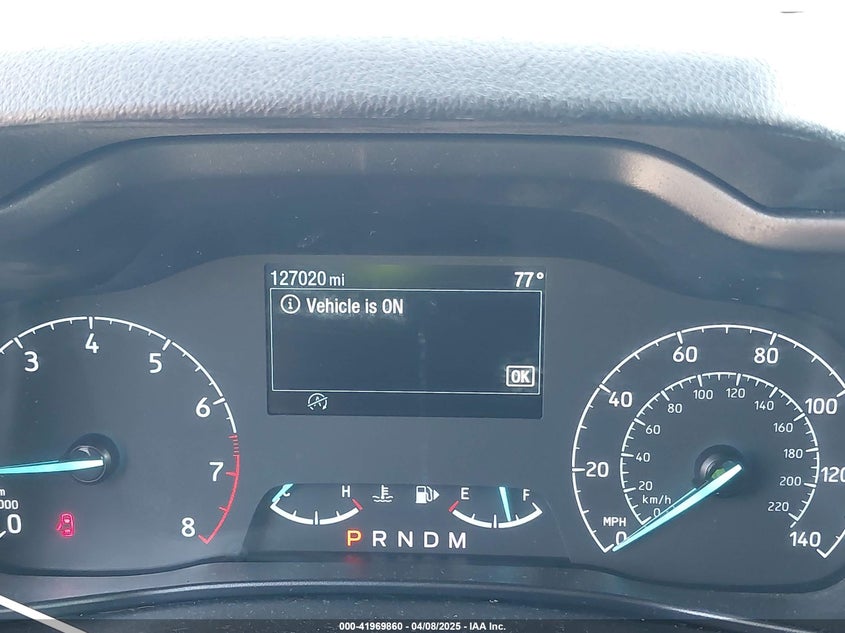 127020 mi 77°
Vehicle is ON
OK
3 4 5 6 7 8
0
000
C H E F
P R N D M
0 20 40 60 80 100 120 140
MPH
km/h
0 20 40 60 80 100 120 140 160 180 200 220
000-41969860 - 04/08/2025 - IAA Inc.